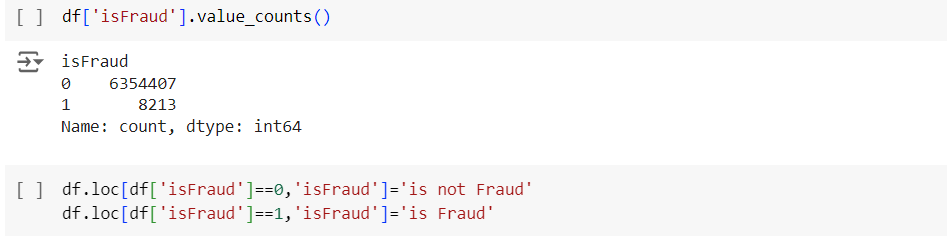 [ ] df['isFraud'].value_counts()
isFraud
0    6354407
1       8213
Name: count, dtype: int64
[ ] df.loc[df['isFraud']==0,'isFraud']='is not Fraud'
df.loc[df['isFraud']==1,'isFraud']='is Fraud'